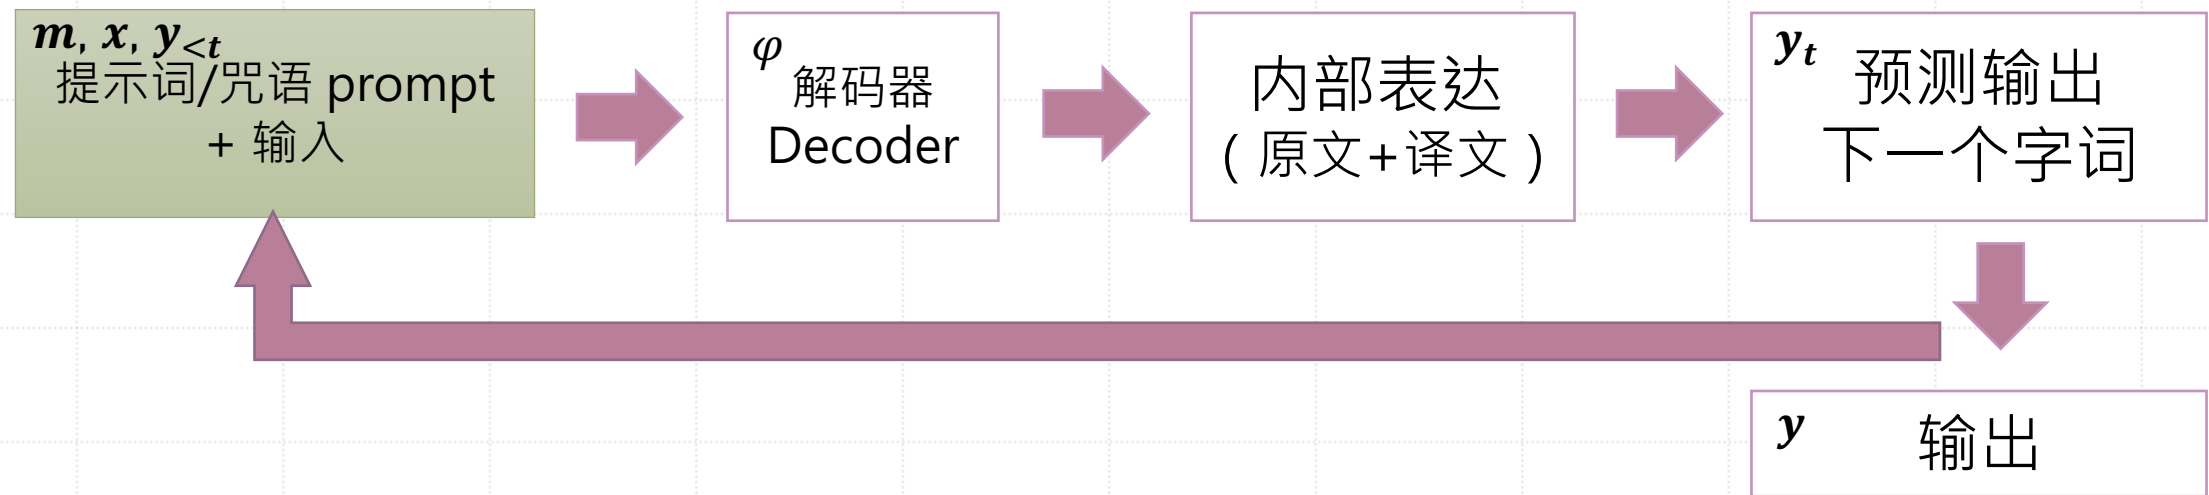 m, x, y<t
提示词/咒语 prompt
+ 输入
φ
解码器
Decoder
内部表达
(原文+译文)
yt
预测输出
下一个字词
y
输出